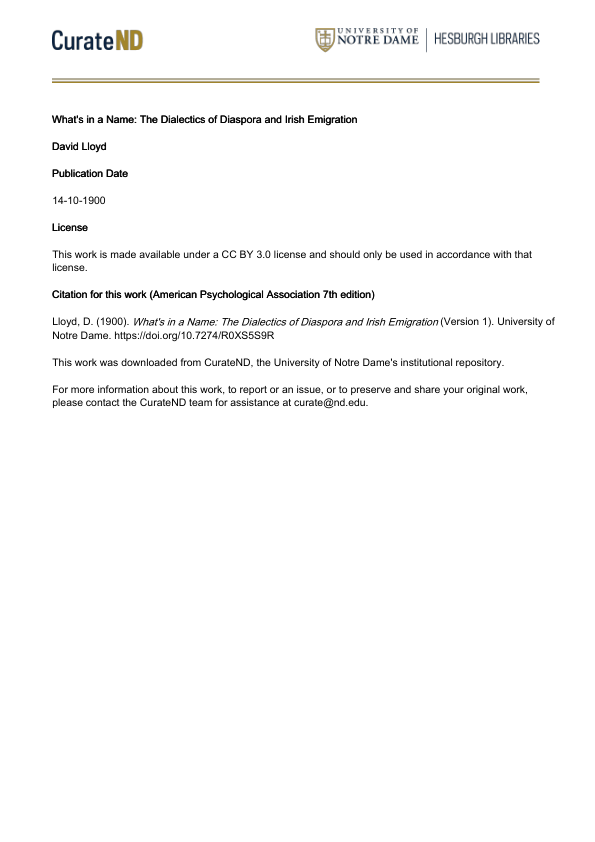 CurateND
UNIVERSITY OF
NOTRE DAME
HESBURGH LIBRARIES
What's in a Name: The Dialectics of Diaspora and Irish Emigration
David Lloyd
Publication Date
14-10-1900
License
This work is made available under a CC BY 3.0 license and should only be used in accordance with that
license.
Citation for this work (American Psychological Association 7th edition)
Lloyd, D. (1900). What's in a Name: The Dialectics of Diaspora and Irish Emigration (Version 1). University of
Notre Dame. https://doi.org/10.7274/R0XS5S9R
This work was downloaded from CurateND, the University of Notre Dame's institutional repository.
For more information about this work, to report or an issue, or to preserve and share your original work,
please contact the CurateND team for assistance at curate@nd.edu.